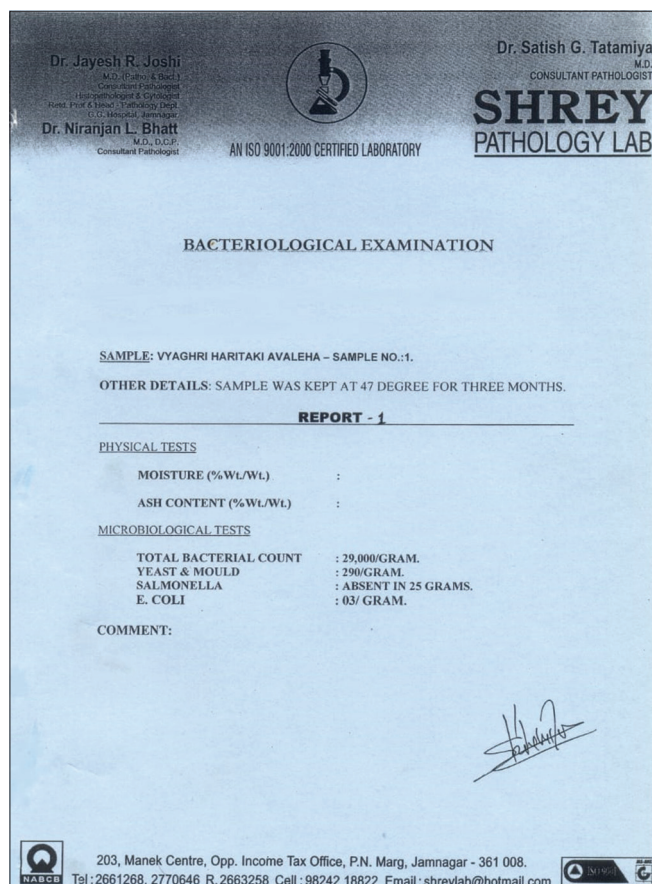 Dr. Jayesh R. Joshi
M.D. (Patho. & Bact.)
Consultant Pathologist
Histopathologist & Cytologist
Retd. Prof & Head - Pathology Dept.
G.G. Hospital, Jamnagar
Dr. Niranjan L. Bhatt
M.D., D.C.P.
Consultant Pathologist
AN ISO 9001:2000 CERTIFIED LABORATORY
Dr. Satish G. Tatamiya
M.D.
CONSULTANT PATHOLOGIST
SHREY
PATHOLOGY LAB
BACTERIOLOGICAL EXAMINATION
SAMPLE: VYAGHRI HARITAKI AVALEHA – SAMPLE NO.:1.
OTHER DETAILS: SAMPLE WAS KEPT AT 47 DEGREE FOR THREE MONTHS.
REPORT - 1
PHYSICAL TESTS
MOISTURE (%Wt./Wt.) :
ASH CONTENT (%Wt./Wt.) :
MICROBIOLOGICAL TESTS
TOTAL BACTERIAL COUNT : 29,000/GRAM.
YEAST & MOULD : 290/GRAM.
SALMONELLA : ABSENT IN 25 GRAMS.
E. COLI : 03/ GRAM.
COMMENT:
NABCB
203, Manek Centre, Opp. Income Tax Office, P.N. Marg, Jamnagar - 361 008.
Tel : 2661268, 2770646 R. 2663258 Cell : 98242 18822 Email : shreylab@hotmail.com